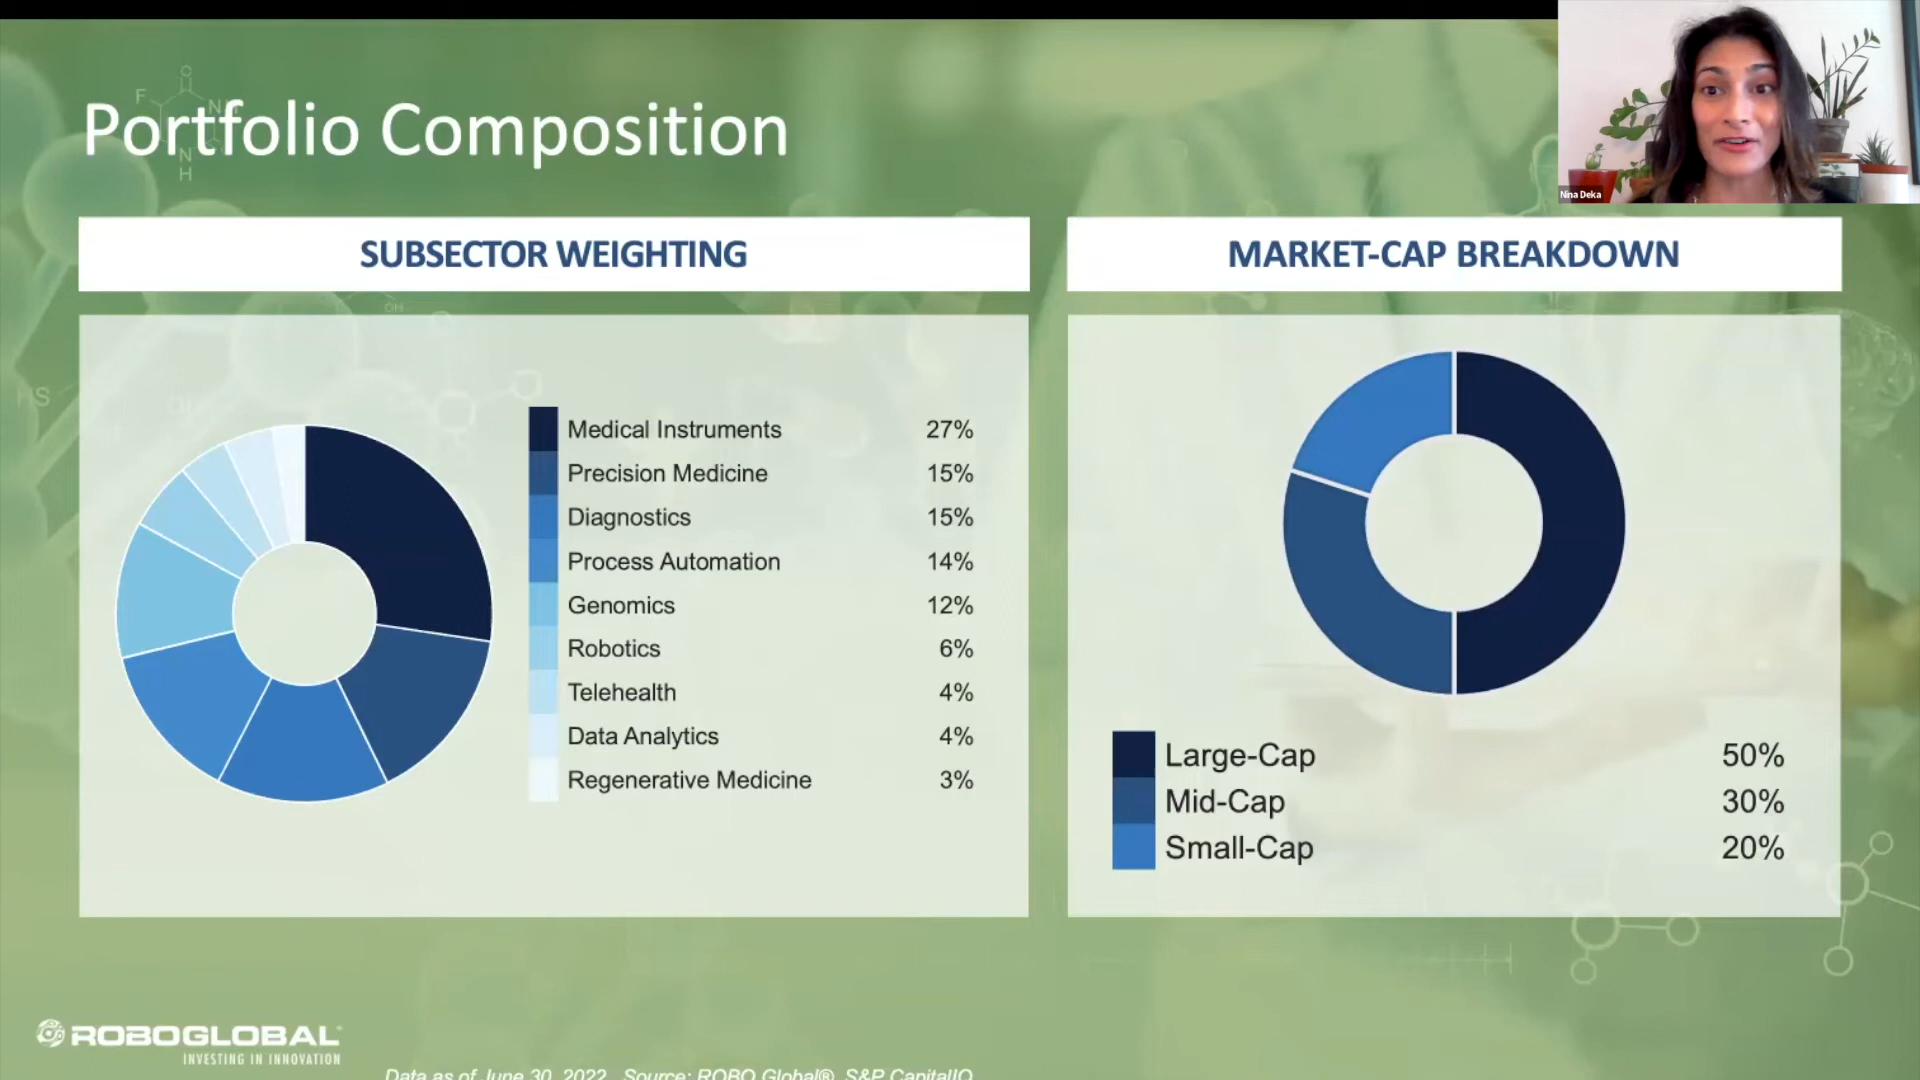 Portfolio Composition
Nina Deka
SUBSECTOR WEIGHTING
Medical Instruments 27%
Precision Medicine 15%
Diagnostics 15%
Process Automation 14%
Genomics 12%
Robotics 6%
Telehealth 4%
Data Analytics 4%
Regenerative Medicine 3%
MARKET-CAP BREAKDOWN
Large-Cap 50%
Mid-Cap 30%
Small-Cap 20%
ROBOGLOBAL
INVESTING IN INNOVATION
Data as of June 30, 2022 Source: ROBO Global®, S&P CapitalIQ
F
O
N
N
H
OH
HS